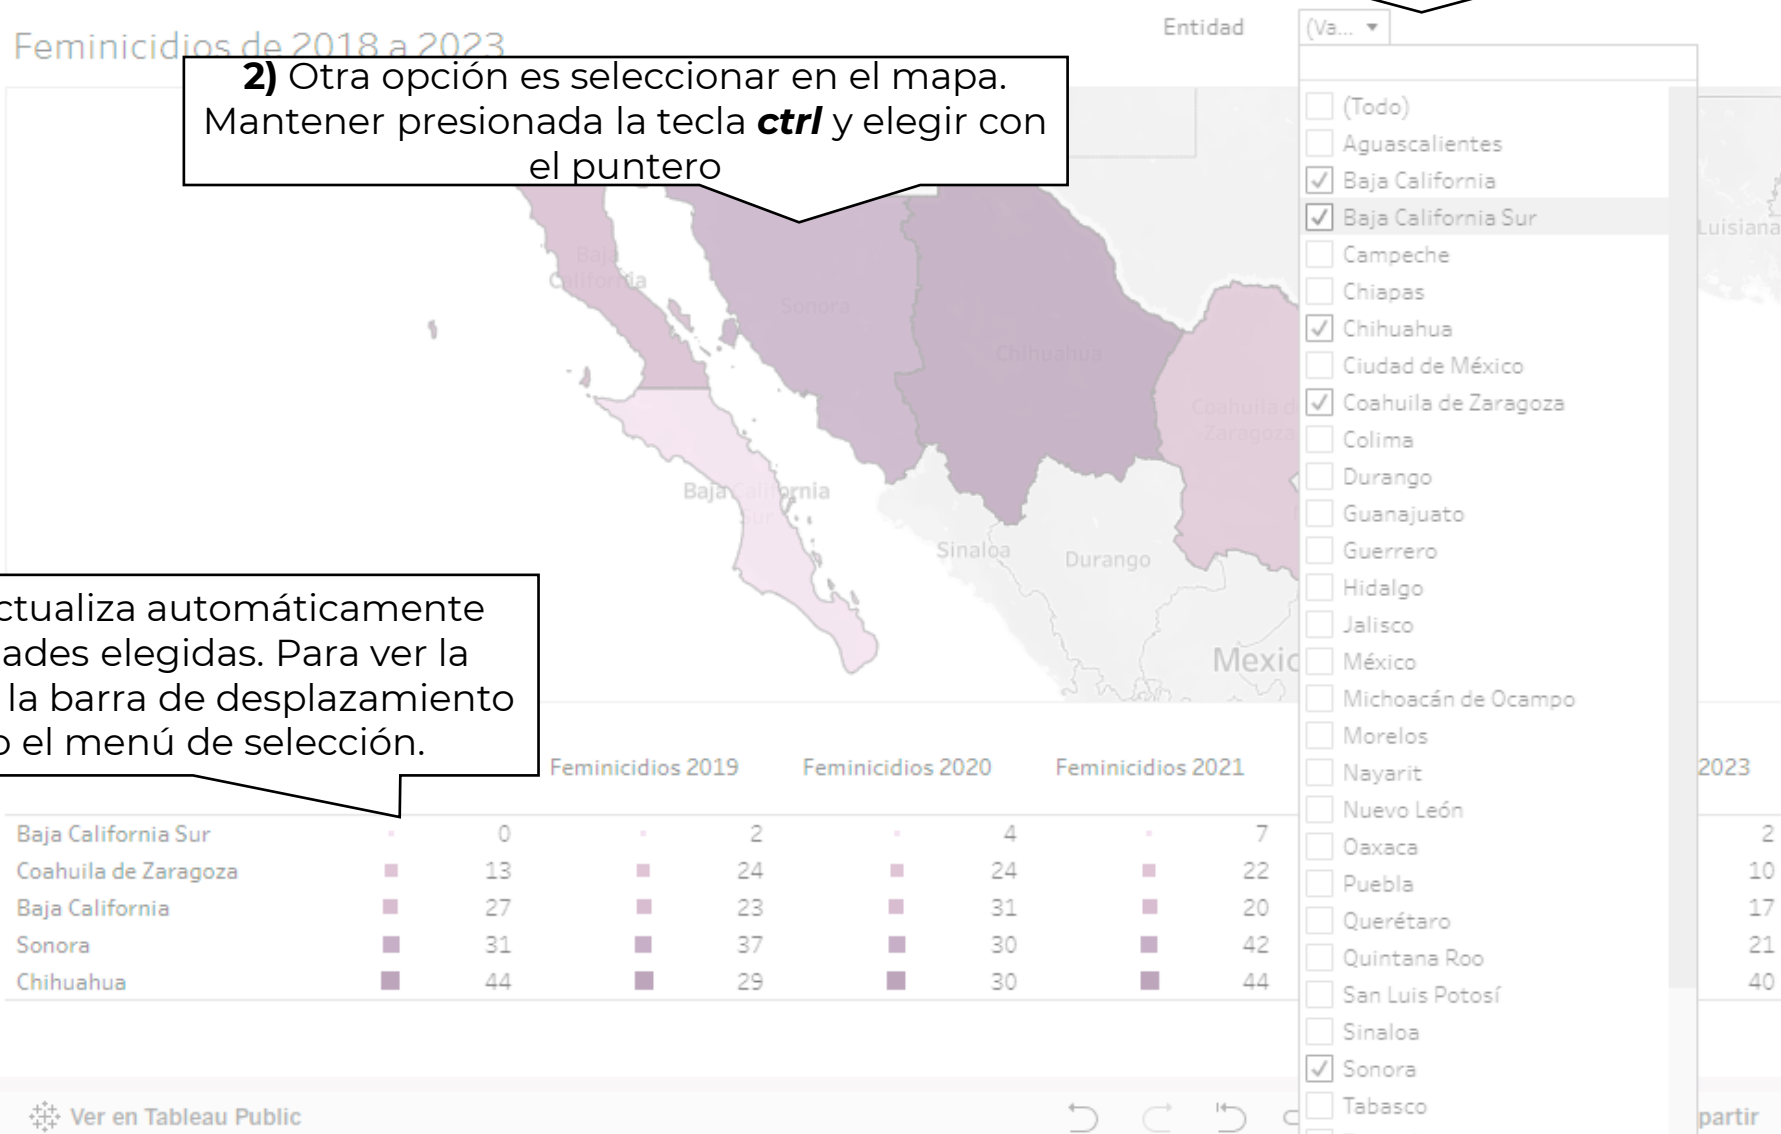 Feminicidios de 2018 a 2023
Entidad
(Va...
2) Otra opción es seleccionar en el mapa.
Mantener presionada la tecla ctrl y elegir con
el puntero
(Todo)
Aguascalientes
Baja California
Baja California Sur
Campeche
Chiapas
Chihuahua
Ciudad de México
Coahuila de Zaragoza
Colima
Durango
Guanajuato
Guerrero
Hidalgo
Jalisco
México
Michoacán de Ocampo
Morelos
Nayarit
Nuevo León
Oaxaca
Puebla
Querétaro
Quintana Roo
San Luis Potosí
Sinaloa
Sonora
Tabasco
Luisiana
Baja
California
Sonora
Chihuahua
Coahuila de
Zaragoza
Baja California
Sur
Sinaloa
Durango
Mexic
ctualiza automáticamente
ades elegidas. Para ver la
la barra de desplazamiento
o el menú de selección.
Feminicidios 2019 Feminicidios 2020 Feminicidios 2021 2023
Baja California Sur 0 2 4 7 2
Coahuila de Zaragoza 13 24 24 22 10
Baja California 27 23 31 20 17
Sonora 31 37 30 42 21
Chihuahua 44 29 30 44 40
Ver en Tableau Public
partir